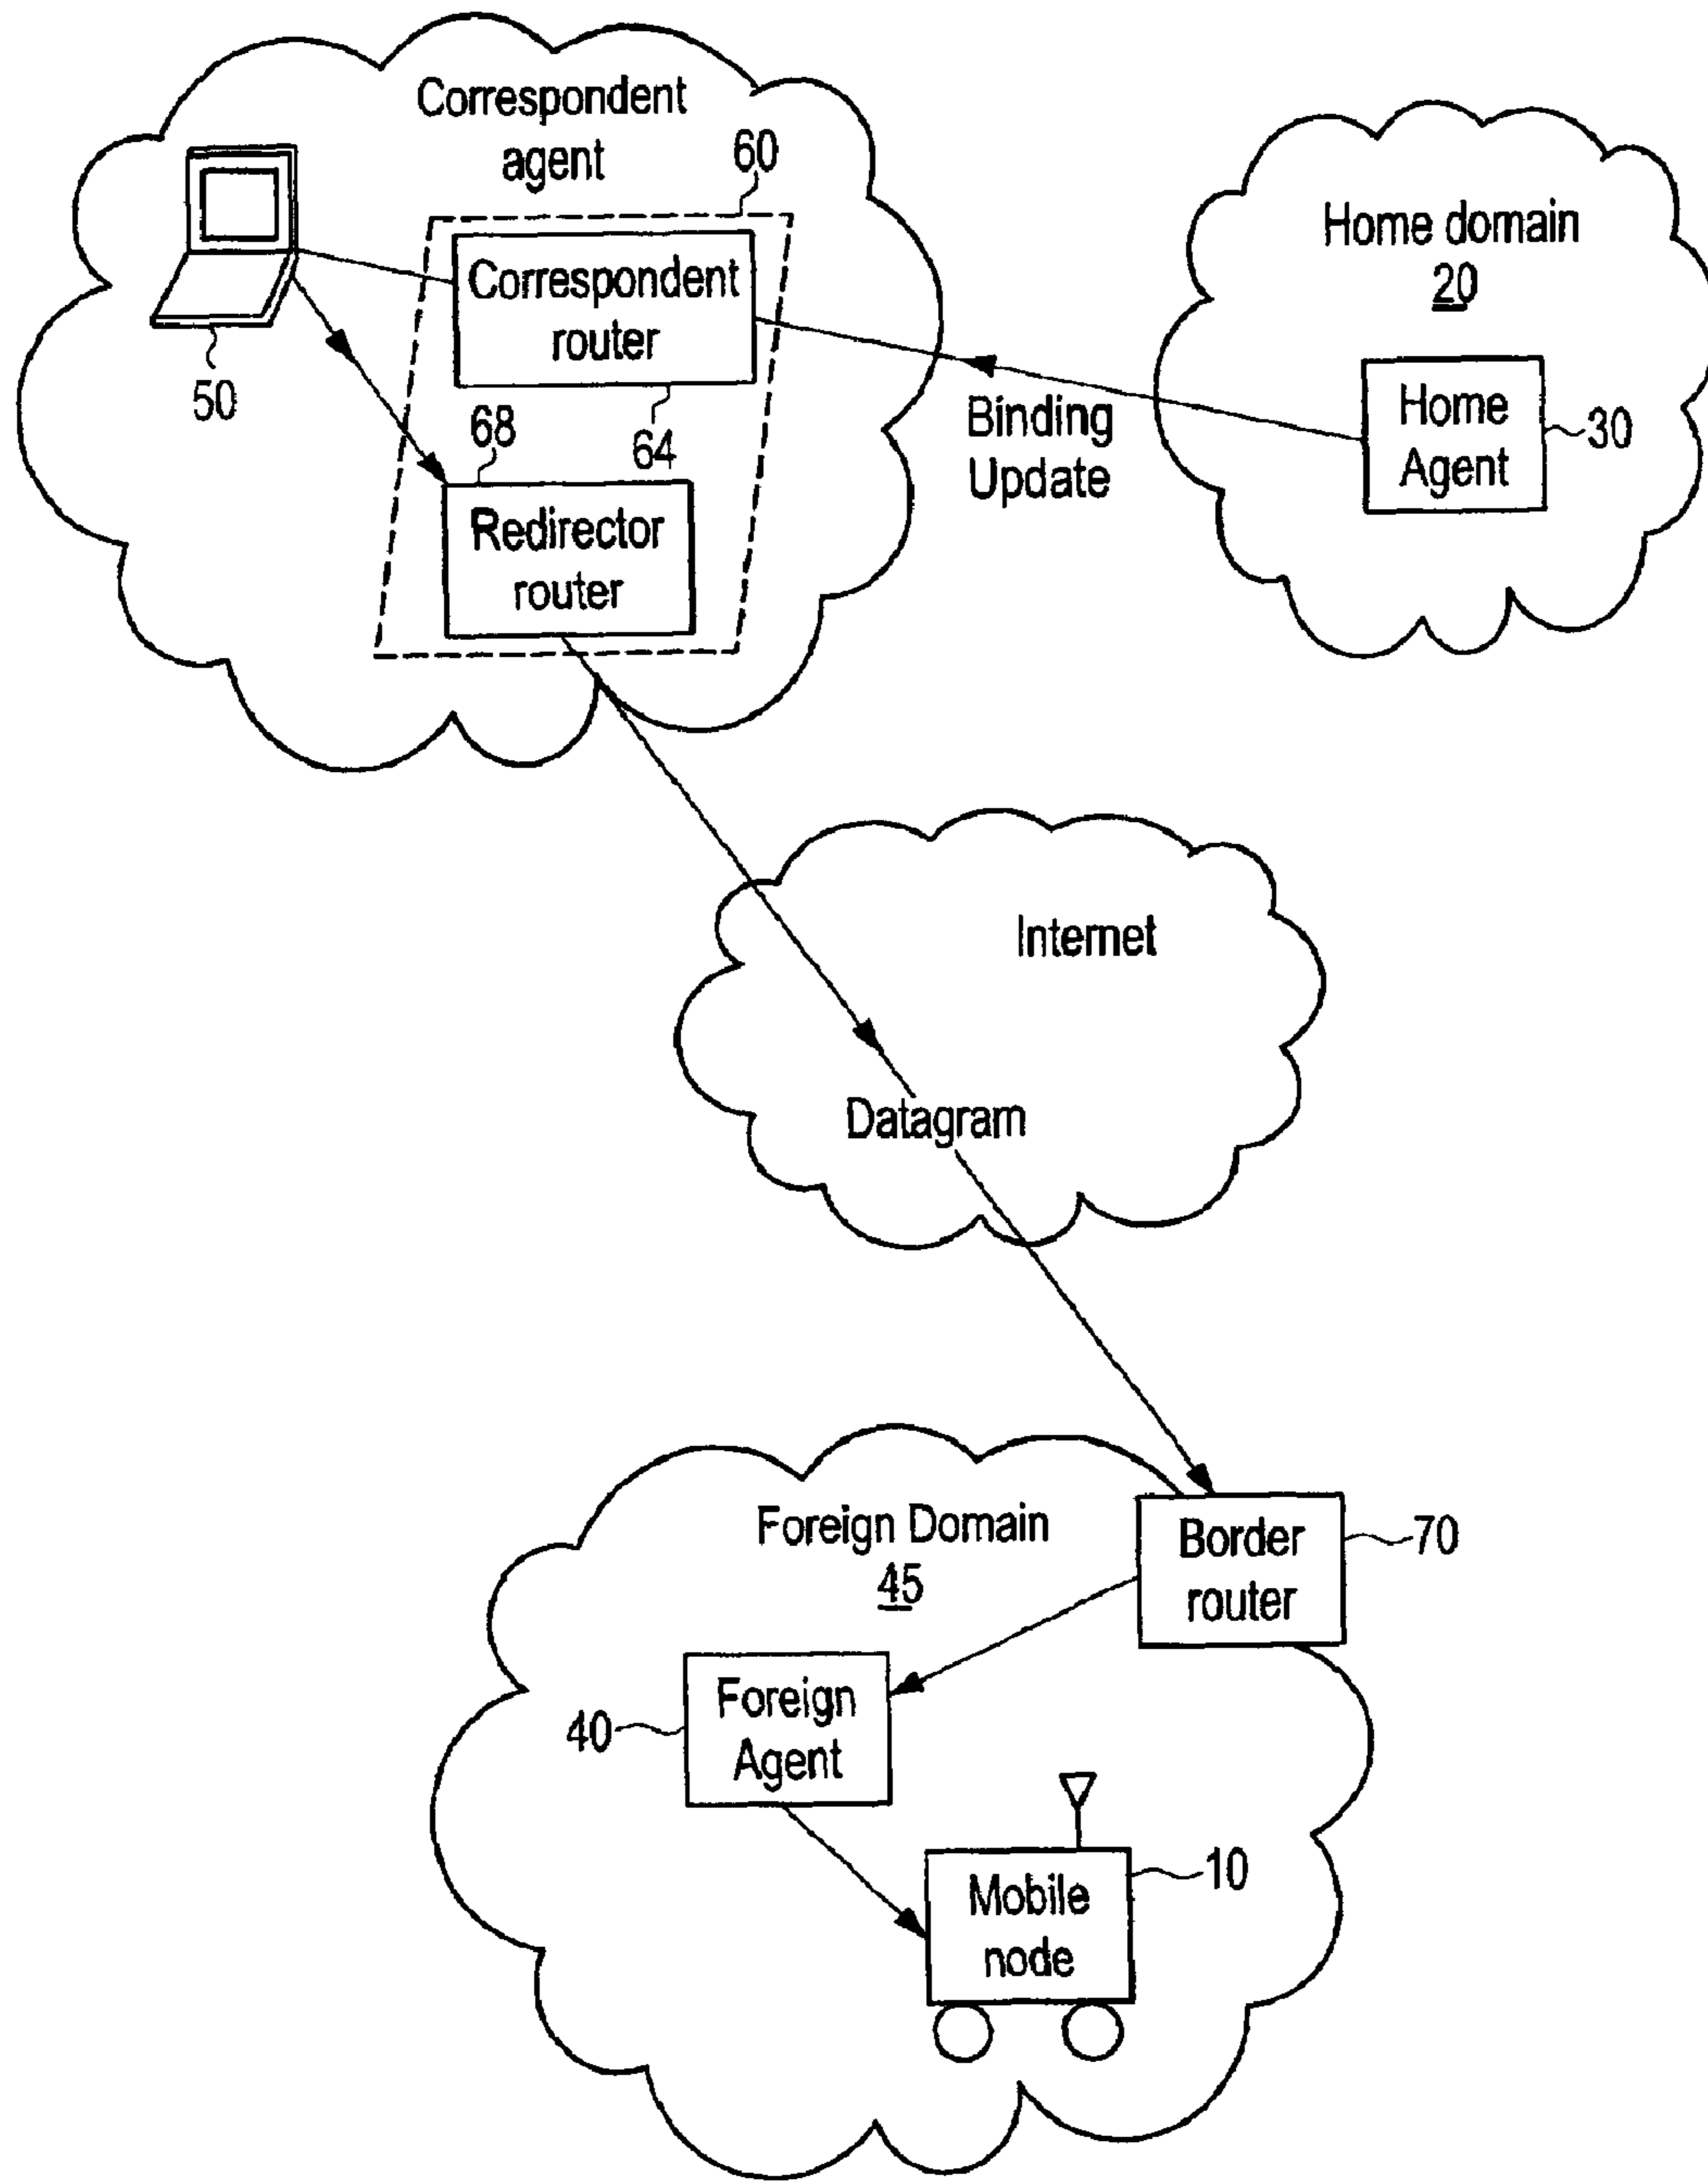 Correspondent
agent
60
Correspondent
router
50
68
64
Redirector
router
Home domain
20
Home
Agent
30
Binding
Update
Internet
Datagram
Foreign Domain
45
Border
router
70
Foreign
Agent
40
Mobile
node
10